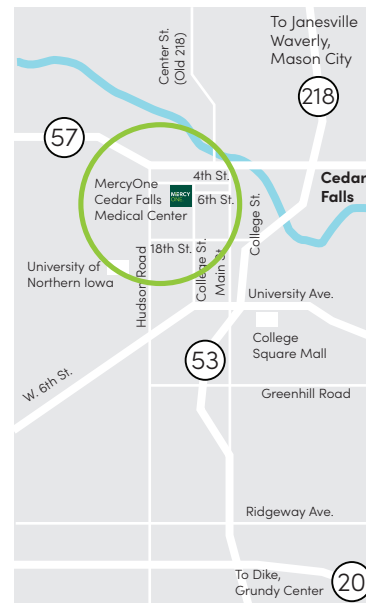 To Janesville
Waverly,
Mason City
Center St.
(Old 218)
218
57
4th St.
MercyOne
Cedar Falls
Medical Center
MERCY
ONE
6th St.
Cedar
Falls
College St.
18th St.
College St.
Main St.
Hudson Road
University of
Northern Iowa
University Ave.
College
Square Mall
53
W. 6th St.
Greenhill Road
Ridgeway Ave.
To Dike,
Grundy Center
20